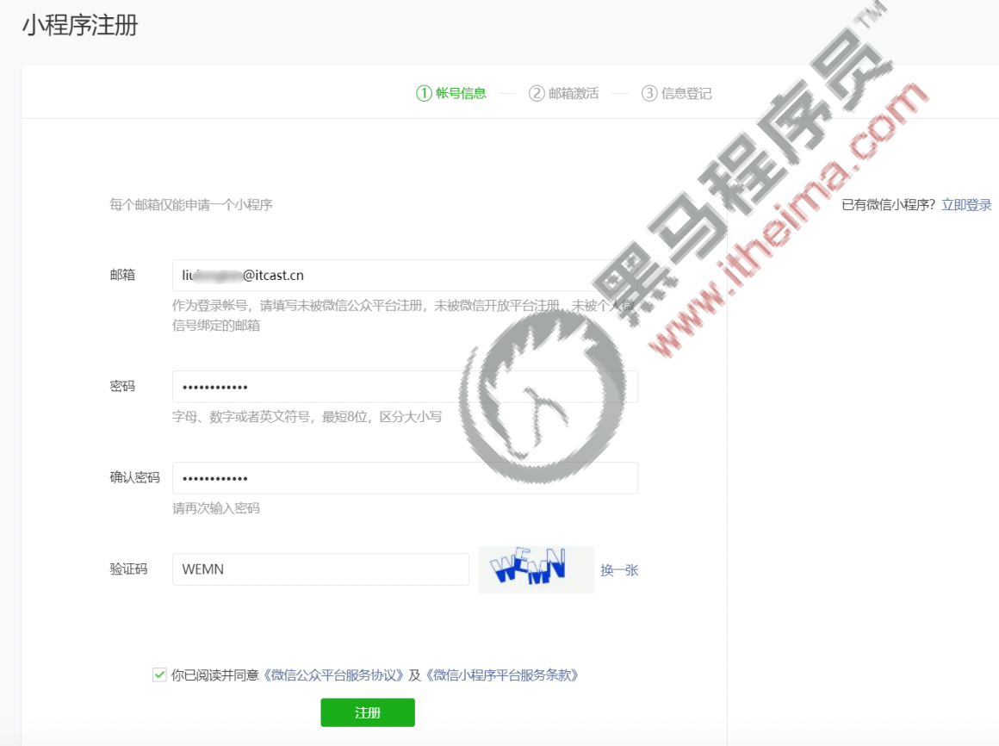 小程序注册
① 帐号信息
② 邮箱激活
③ 信息登记
每个邮箱仅能申请一个小程序
已有微信小程序？立即登录
邮箱
liu @itcast.cn
作为登录帐号，请填写未被微信公众平台注册，未被微信开放平台注册，未被个人微
信号绑定的邮箱
密码
••••••••••••
字母、数字或者英文符号，最短8位，区分大小写
确认密码
••••••••••••
请再次输入密码
验证码
WEMN
WEMN
换一张
你已阅读并同意《微信公众平台服务协议》及《微信小程序平台服务条款》
注册
黑马程序员™
www.itheima.com